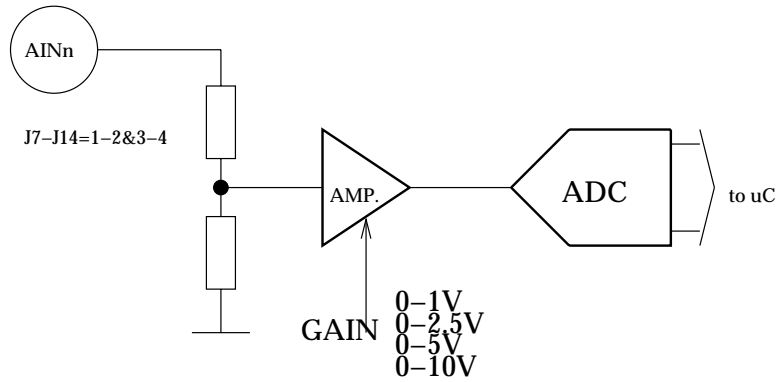 AINn
J7–J14=1–2&3–4
AMP.
ADC
to uC
GAIN
0–1V
0–2.5V
0–5V
0–10V